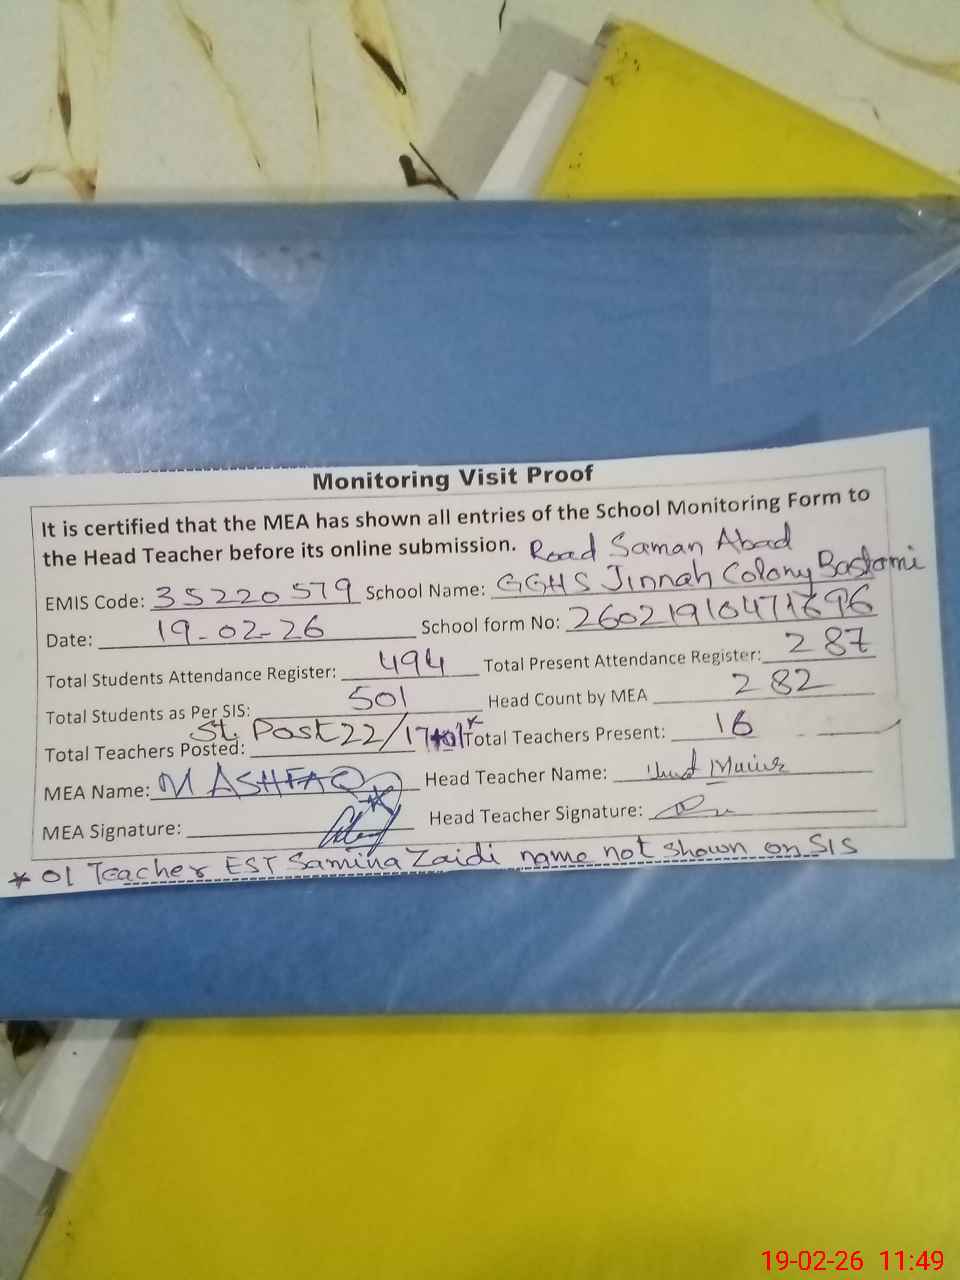 Monitoring Visit Proof
It is certified that the MEA has shown all entries of the School Monitoring Form to
the Head Teacher before its online submission. Road Saman Abad
EMIS Code: 35220579 School Name: GGHS Jinnah Colony Bastami
Date: 19-02-26 School form No:
Total Students Attendance Register: 494 Total Present Attendance Register: 287
Total Students as Per SIS: 501 Head Count by MEA 282
Total Teachers Posted: St. Post 22/17+01* Total Teachers Present: 16
MEA Name: M ASHFAQ Head Teacher Name:
MEA Signature: Head Teacher Signature:
* 01 Teacher EST Samina Zaidi name not shown on SIS
19-02-26 11:49